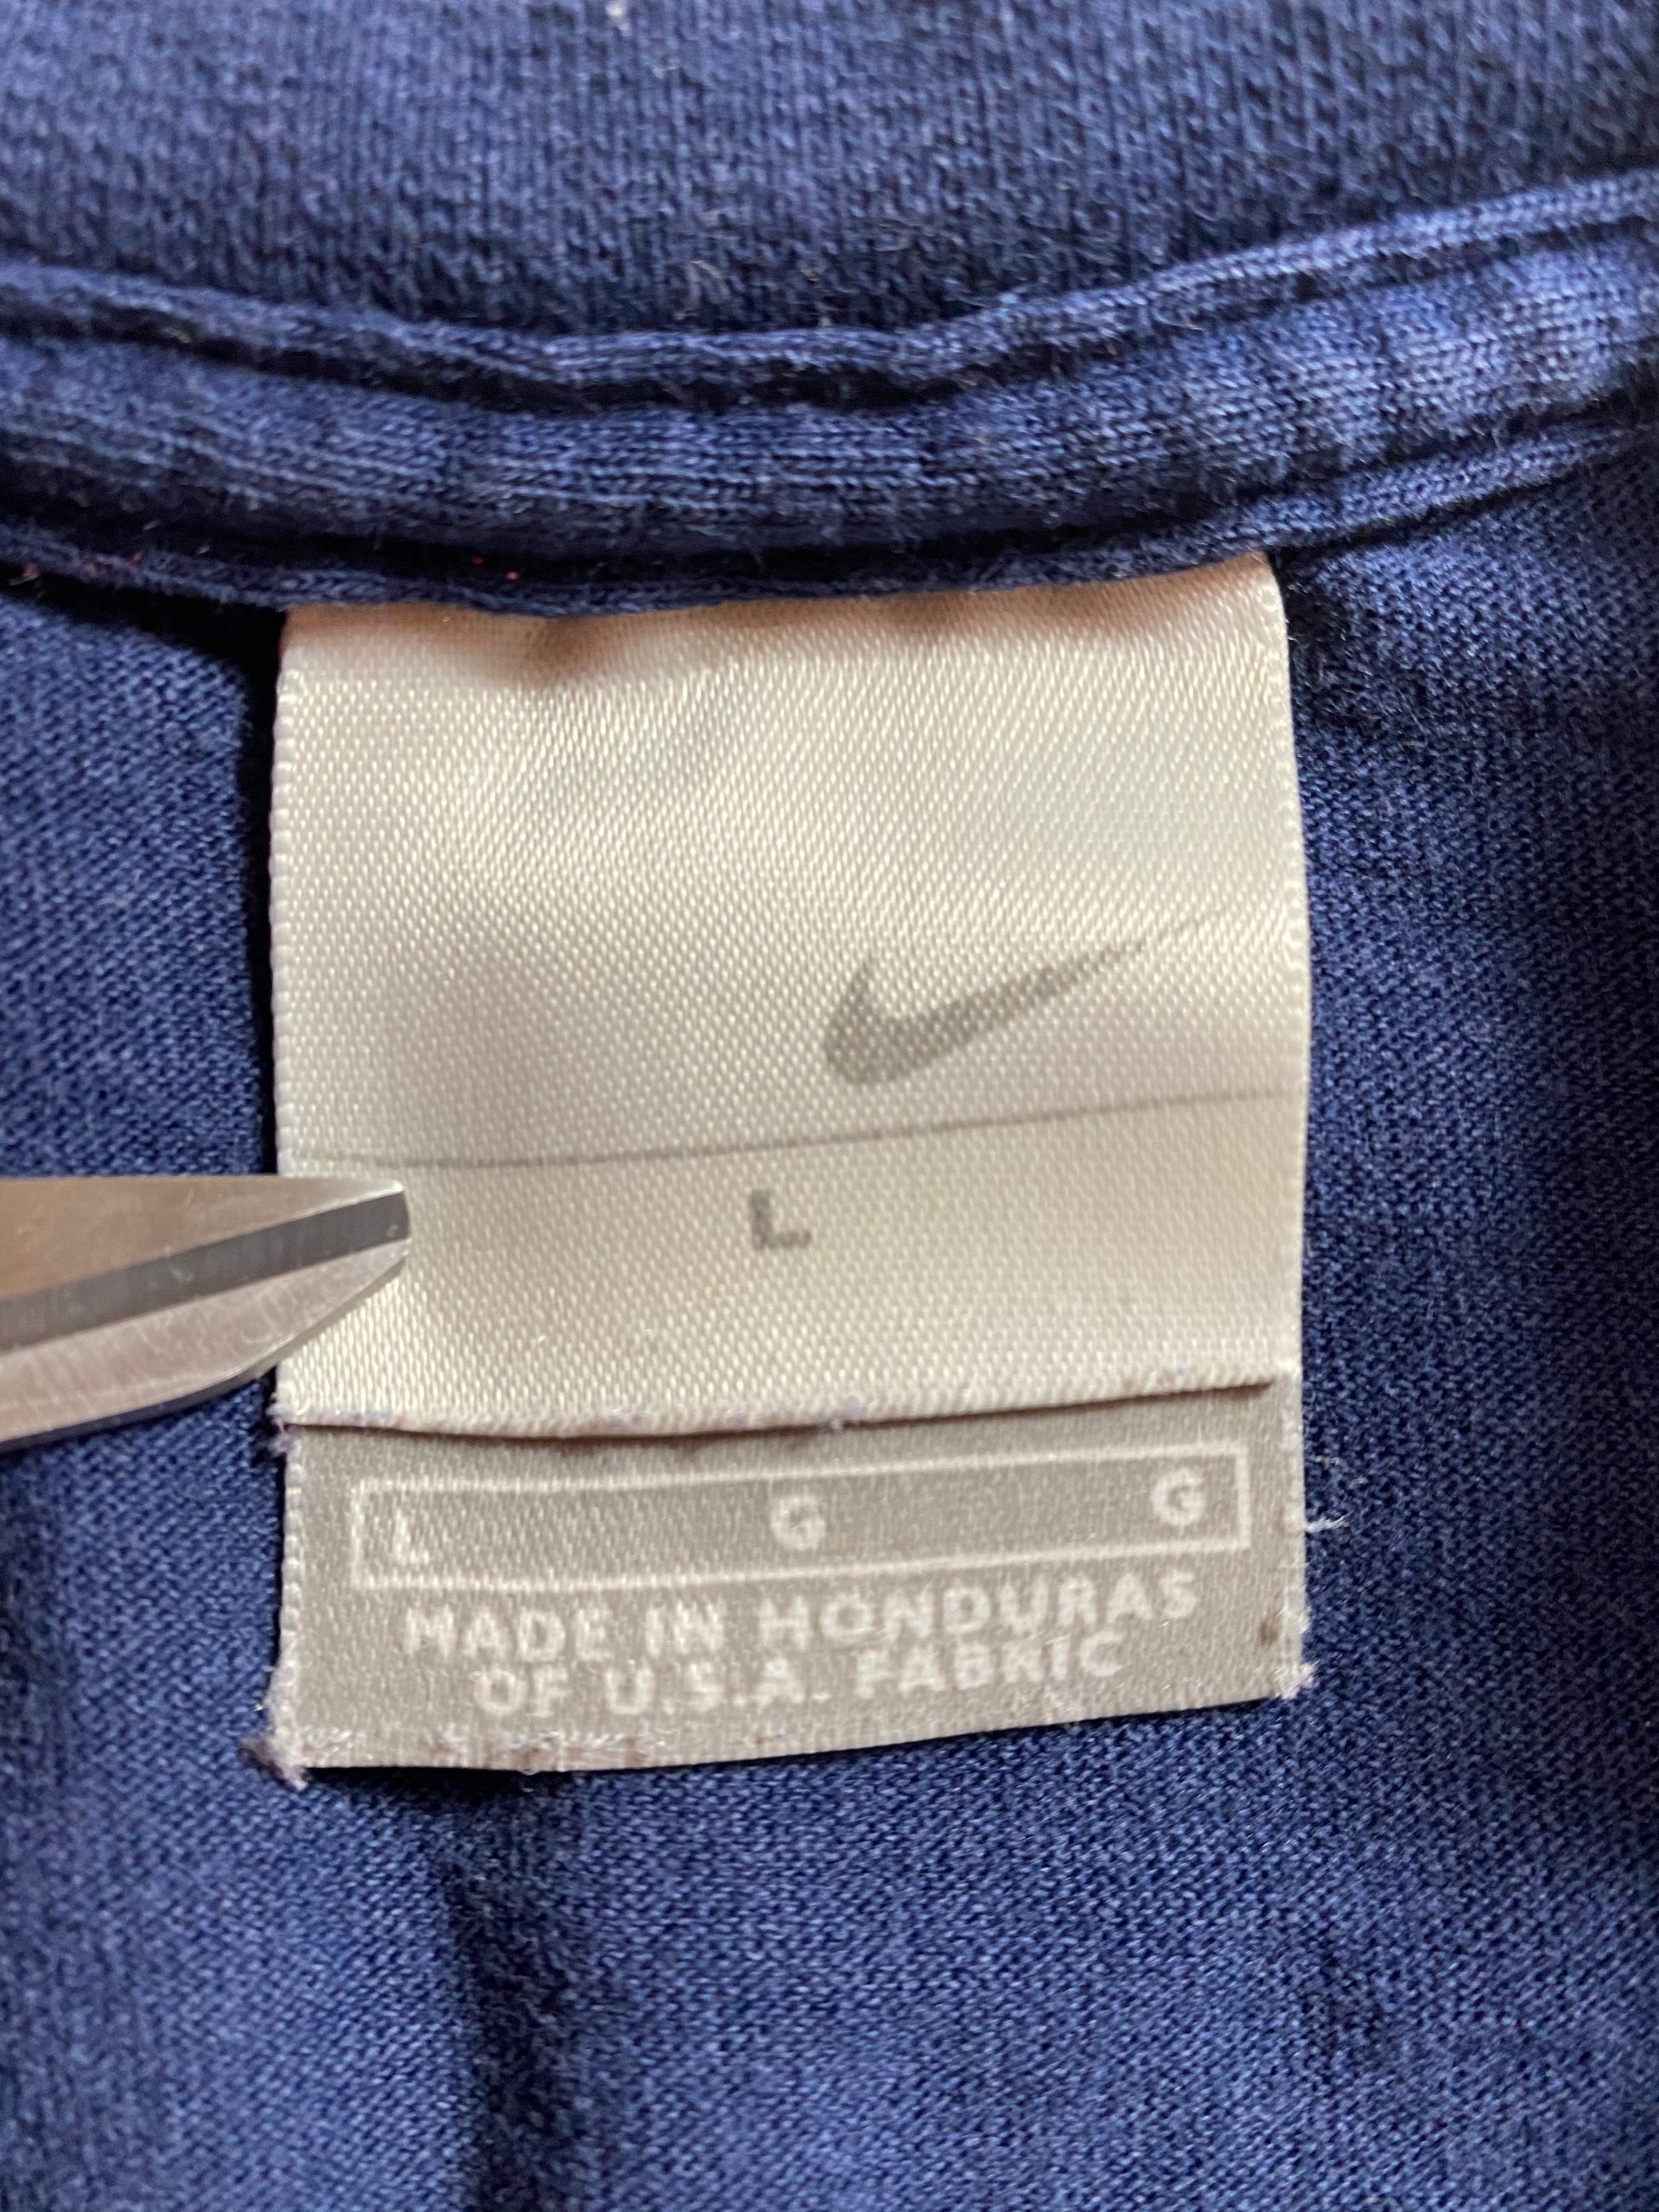 L
L G G
MADE IN HONDURAS
OF U.S.A. FABRIC